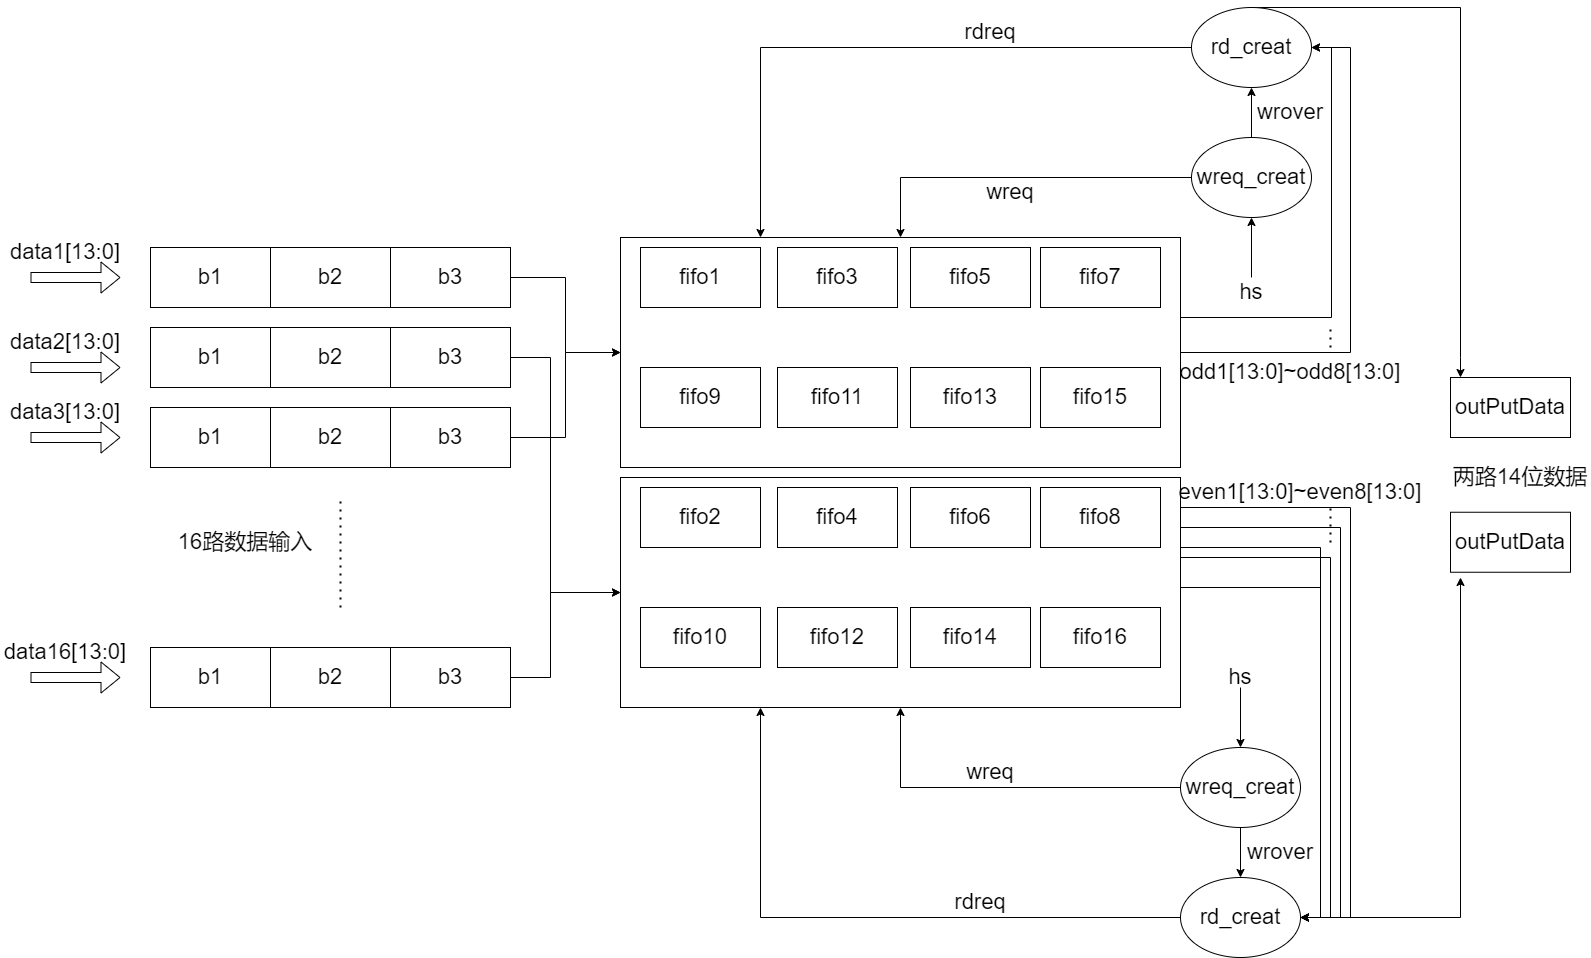 rdreq
rd_creat
wrover
wreq_creat
wreq
hs
data1[13:0]
b1 b2 b3
data2[13:0]
b1 b2 b3
data3[13:0]
b1 b2 b3
16路数据输入
data16[13:0]
b1 b2 b3
fifo1 fifo3 fifo5 fifo7
fifo9 fifo11 fifo13 fifo15
odd1[13:0]~odd8[13:0]
outPutData
两路14位数据
outPutData
even1[13:0]~even8[13:0]
fifo2 fifo4 fifo6 fifo8
fifo10 fifo12 fifo14 fifo16
hs
wreq
wreq_creat
wrover
rdreq
rd_creat